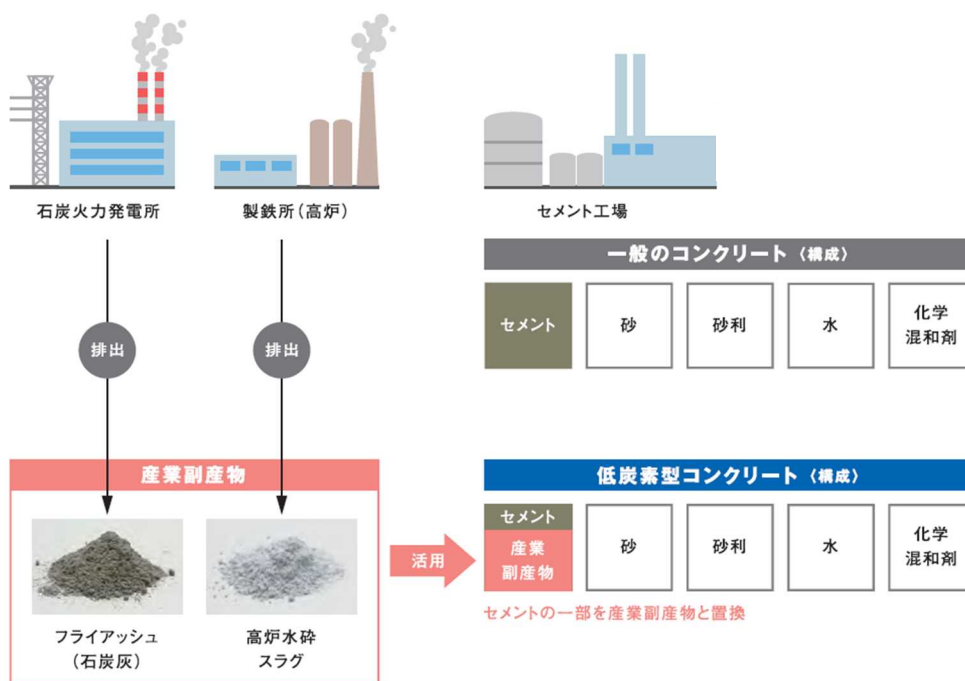 石炭火力発電所
製鉄所（高炉）
セメント工場
一般のコンクリート〈構成〉
セメント
砂
砂利
水
化学
混和剤
排出
排出
産業副産物
フライアッシュ
（石炭灰）
高炉水砕
スラグ
活用
低炭素型コンクリート〈構成〉
セメント
産業
副産物
砂
砂利
水
化学
混和剤
セメントの一部を産業副産物と置換